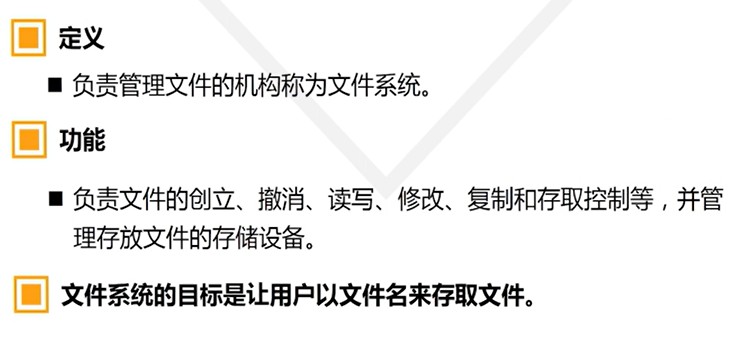 定义
负责管理文件的机构称为文件系统。
功能
负责文件的创立、撤消、读写、修改、复制和存取控制等，并管
理存放文件的存储设备。
文件系统的目标是让用户以文件名来存取文件。